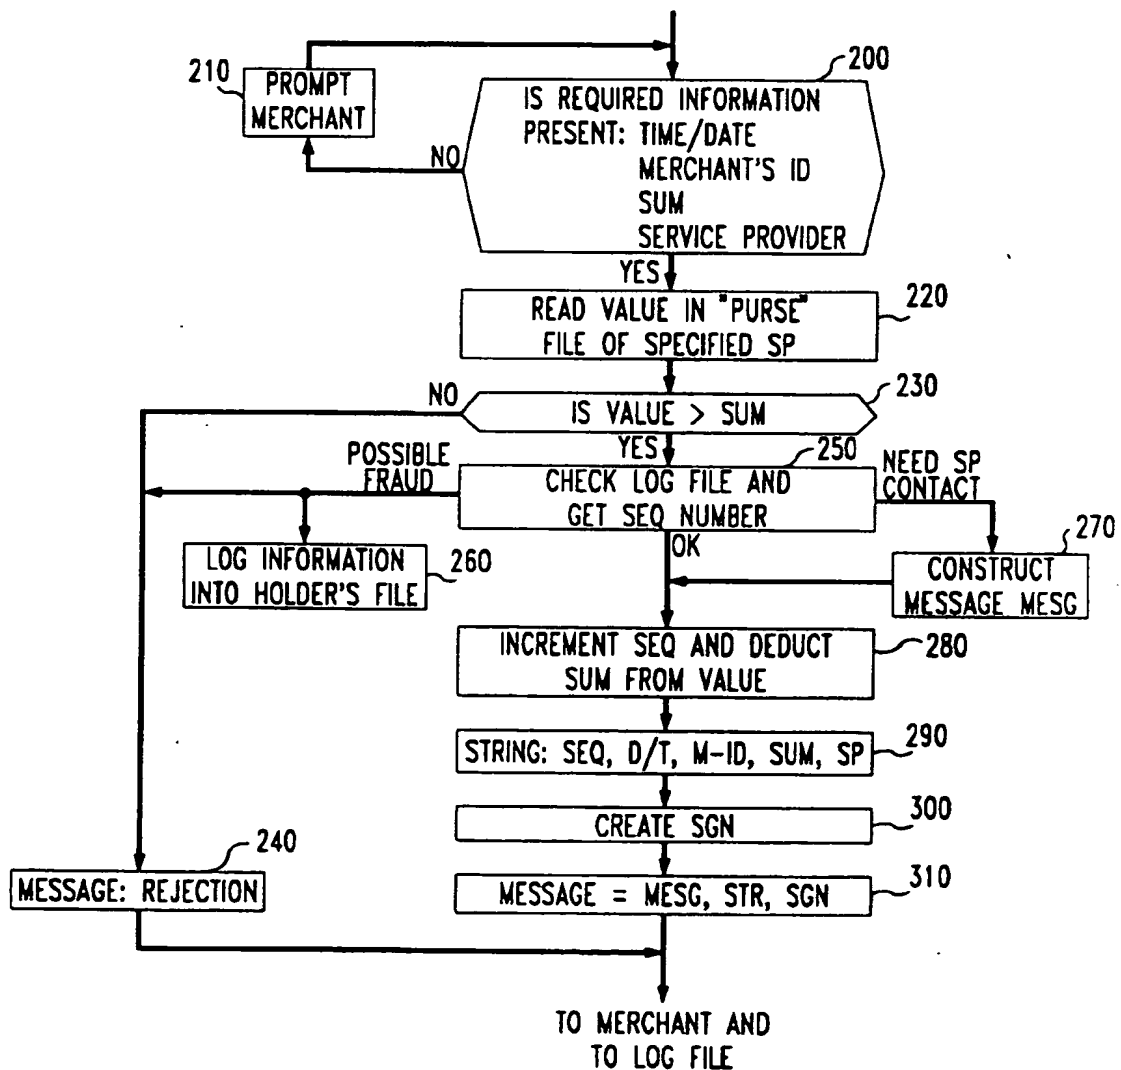 200
210
PROMPT
MERCHANT
IS REQUIRED INFORMATION
PRESENT: TIME/DATE
MERCHANT'S ID
SUM
SERVICE PROVIDER
NO
YES
220
READ VALUE IN "PURSE"
FILE OF SPECIFIED SP
230
NO
IS VALUE > SUM
YES
250
POSSIBLE
FRAUD
CHECK LOG FILE AND
GET SEQ NUMBER
NEED SP
CONTACT
OK
270
LOG INFORMATION
INTO HOLDER'S FILE
260
CONSTRUCT
MESSAGE MESG
INCREMENT SEQ AND DEDUCT
SUM FROM VALUE
280
STRING: SEQ, D/T, M-ID, SUM, SP
290
CREATE SGN
300
240
MESSAGE: REJECTION
MESSAGE = MESG, STR, SGN
310
TO MERCHANT AND
TO LOG FILE